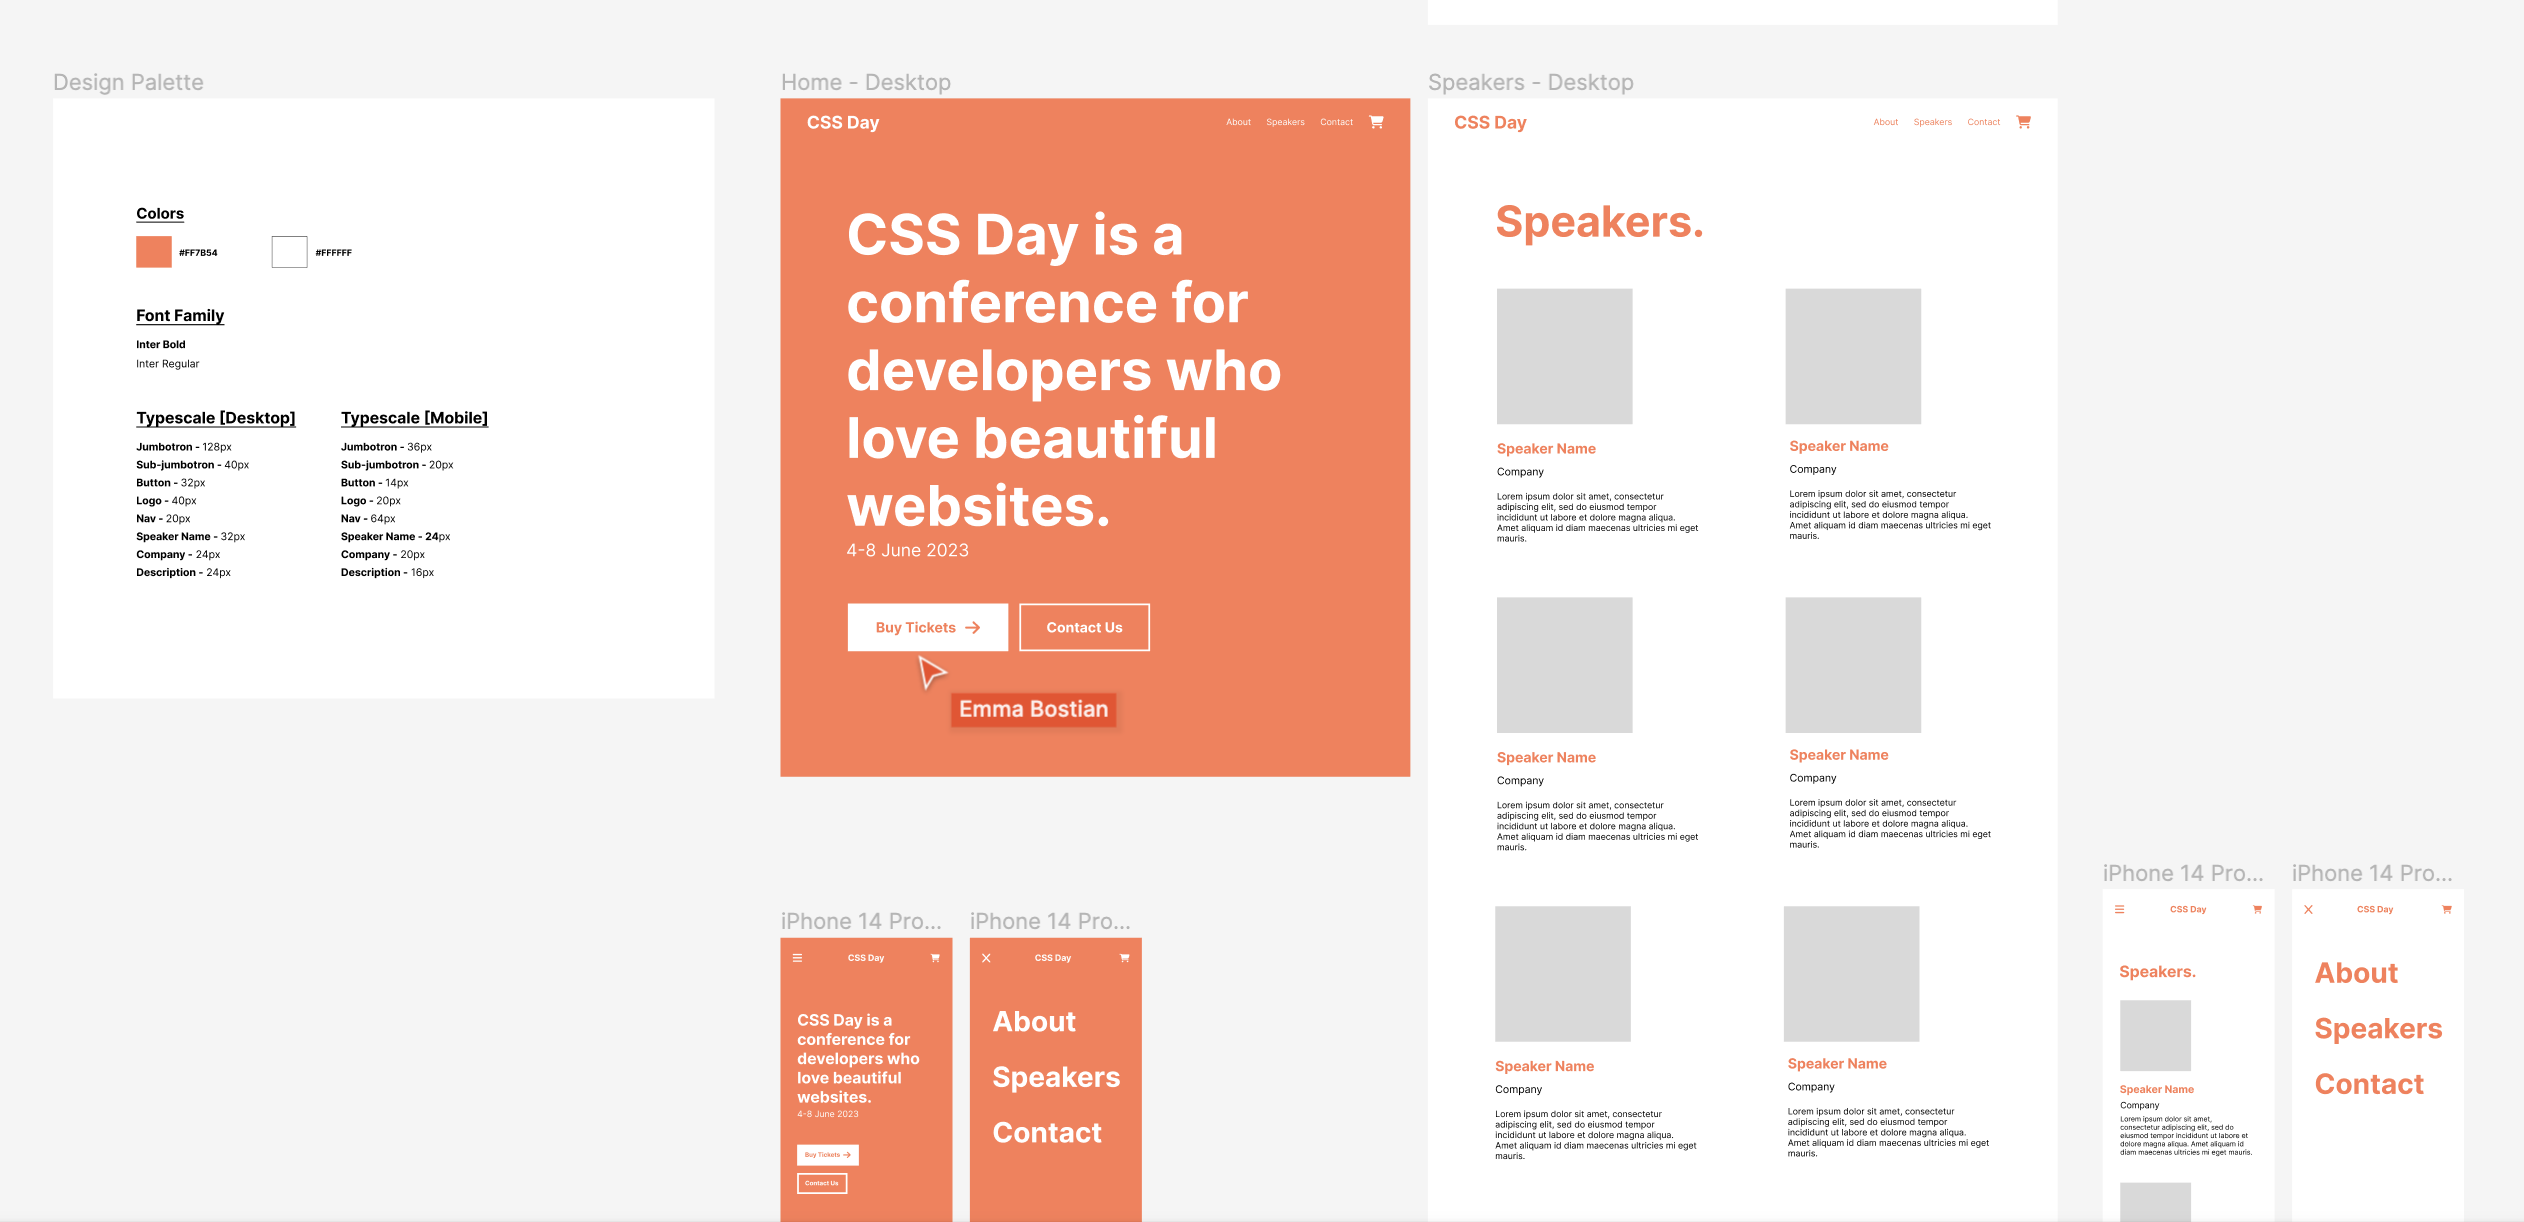 Design Palette
Colors
#FF7B54
#FFFFFF
Font Family
Inter Bold
Inter Regular
Typescale [Desktop]
Jumbotron - 128px
Sub-jumbotron - 40px
Button - 32px
Logo - 40px
Nav - 20px
Speaker Name - 32px
Company - 24px
Description - 24px
Typescale [Mobile]
Jumbotron - 36px
Sub-jumbotron - 20px
Button - 14px
Logo - 20px
Nav - 64px
Speaker Name - 24px
Company - 20px
Description - 16px
Home - Desktop
CSS Day
About
Speakers
Contact
CSS Day is a
conference for
developers who
love beautiful
websites.
4-8 June 2023
Buy Tickets
Contact Us
Emma Bostian
iPhone 14 Pro...
CSS Day
CSS Day is a
conference for
developers who
love beautiful
websites.
4-8 June 2023
Buy Tickets
Contact Us
iPhone 14 Pro...
CSS Day
About
Speakers
Contact
Speakers - Desktop
CSS Day
About
Speakers
Contact
Speakers.
Speaker Name
Company
Lorem ipsum dolor sit amet, consectetur
adipiscing elit, sed do eiusmod tempor
incididunt ut labore et dolore magna aliqua.
Amet aliquam id diam maecenas ultricies mi eget
mauris.
Speaker Name
Company
Lorem ipsum dolor sit amet, consectetur
adipiscing elit, sed do eiusmod tempor
incididunt ut labore et dolore magna aliqua.
Amet aliquam id diam maecenas ultricies mi eget
mauris.
Speaker Name
Company
Lorem ipsum dolor sit amet, consectetur
adipiscing elit, sed do eiusmod tempor
incididunt ut labore et dolore magna aliqua.
Amet aliquam id diam maecenas ultricies mi eget
mauris.
Speaker Name
Company
Lorem ipsum dolor sit amet, consectetur
adipiscing elit, sed do eiusmod tempor
incididunt ut labore et dolore magna aliqua.
Amet aliquam id diam maecenas ultricies mi eget
mauris.
Speaker Name
Company
Lorem ipsum dolor sit amet, consectetur
adipiscing elit, sed do eiusmod tempor
incididunt ut labore et dolore magna aliqua.
Amet aliquam id diam maecenas ultricies mi eget
mauris.
Speaker Name
Company
Lorem ipsum dolor sit amet, consectetur
adipiscing elit, sed do eiusmod tempor
incididunt ut labore et dolore magna aliqua.
Amet aliquam id diam maecenas ultricies mi eget
mauris.
iPhone 14 Pro...
CSS Day
Speakers.
Speaker Name
Company
Lorem ipsum dolor sit amet,
consectetur adipiscing elit, sed do
eiusmod tempor incididunt ut labore et
dolore magna aliqua. Amet aliquam id
diam maecenas ultricies mi eget mauris.
iPhone 14 Pro...
CSS Day
About
Speakers
Contact